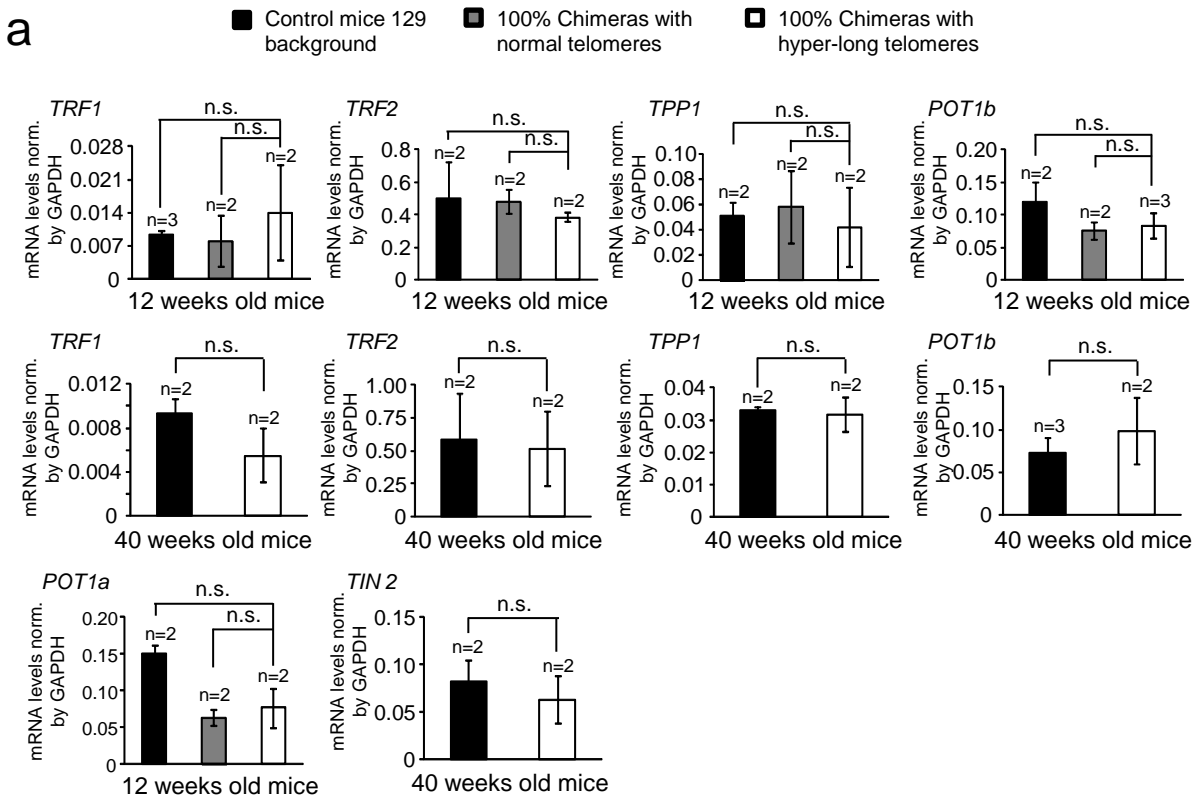 a
Control mice 129
background
100% Chimeras with
normal telomeres
100% Chimeras with
hyper-long telomeres
TRF1
mRNA levels norm.
by GAPDH
0.028
0.021
0.014
0.007
0
n=3
n=2
n=2
n.s.
n.s.
12 weeks old mice
TRF2
mRNA levels norm.
by GAPDH
0.8
0.6
0.4
0.2
0
n=2
n=2
n=2
n.s.
n.s.
12 weeks old mice
TPP1
mRNA levels norm.
by GAPDH
0.10
0.08
0.06
0.04
0.02
0.00
n=2
n=2
n=2
n.s.
n.s.
12 weeks old mice
POT1b
mRNA levels norm.
by GAPDH
0.20
0.15
0.10
0.05
0
n=2
n=2
n=3
n.s.
n.s.
12 weeks old mice
TRF1
mRNA levels norm.
by GAPDH
0.012
0.008
0.004
0
n=2
n=2
n.s.
40 weeks old mice
TRF2
mRNA levels norm.
by GAPDH
1.00
0.75
0.50
0.25
0
n=2
n=2
n.s.
40 weeks old mice
TPP1
mRNA levels norm.
by GAPDH
0.04
0.03
0.02
0.01
0
n=2
n=2
n.s.
40 weeks old mice
POT1b
mRNA levels norm.
by GAPDH
0.15
0.10
0.05
0
n=3
n=2
n.s.
40 weeks old mice
POT1a
mRNA levels norm.
by GAPDH
0.20
0.15
0.10
0.05
0
n=2
n=2
n=2
n.s.
n.s.
12 weeks old mice
TIN 2
mRNA levels norm.
by GAPDH
0.15
0.10
0.05
0
n=2
n=2
n.s.
40 weeks old mice